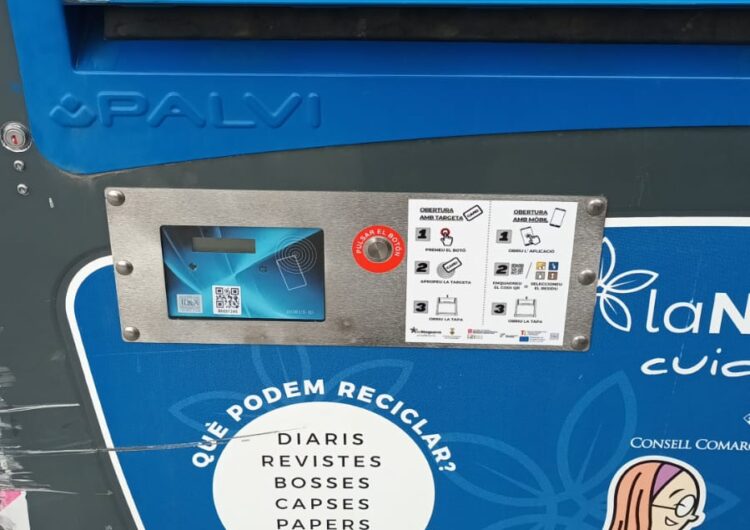 PALVI
PULSAR EL BOTÓN
OBERTURA
AMB TARGETA
1
PREMEU EL BOTÓ
2
APROPEU LA TARGETA
3
OBRIU LA TAPA
OBERTURA
AMB MÒBIL
1
OBRIU L'APLICACIÓ
2
ENQUADREU
EL CODI QR
o
SELECCIONEU
EL RESIDU
3
OBRIU LA TAPA
laN
cuid
QUÈ PODEM RECICLAR?
DIARIS
REVISTES
BOSSES
CAPSES
PAPERS
CONSELL COMAR